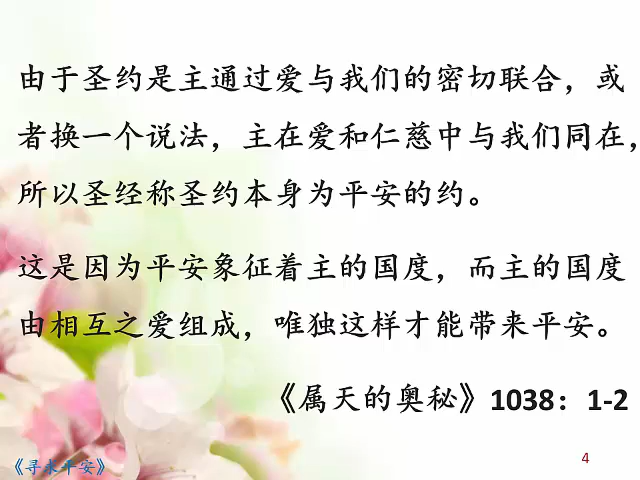 由于圣约是主通过爱与我们的密切联合，或
者换一个说法，主在爱和仁慈中与我们同在，
所以圣经称圣约本身为平安的约。
这是因为平安象征着主的国度，而主的国度
由相互之爱组成，唯独这样才能带来平安。
《属天的奥秘》1038：1-2
《寻求平安》
4